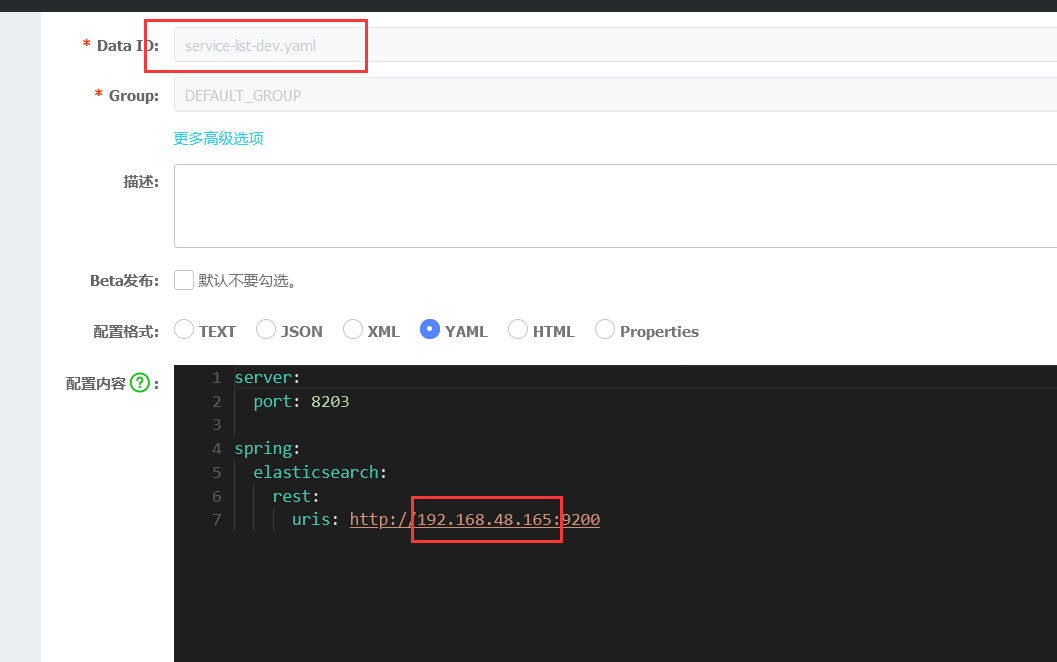 * Data ID: service-list-dev.yaml
* Group: DEFAULT_GROUP
更多高级选项
描述:
Beta发布: 默认不要勾选。
配置格式: TEXT JSON XML YAML HTML Properties
配置内容 ? :
1 server:
2 port: 8203
3
4 spring:
5 elasticsearch:
6 rest:
7 uris: http://192.168.48.165:9200